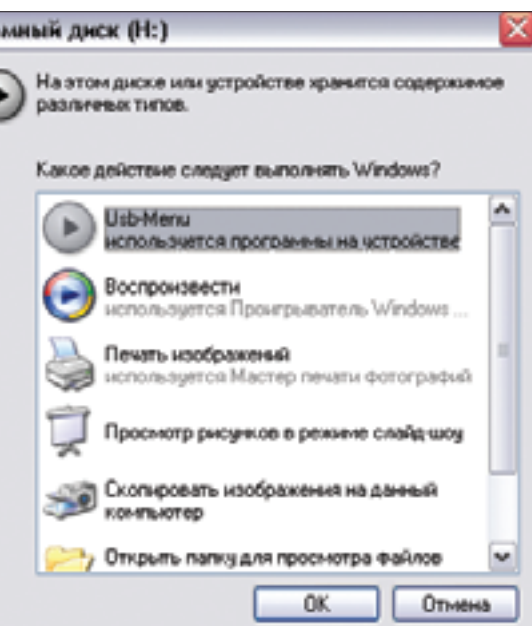 мный диск (H:)
На этом диске или устройстве хранится содержимое
различных типов.
Какое действие следует выполнять Windows?
Usb-Menu
используется программы на устройстве
Воспроизвести
используется Проигрыватель Windows ...
Печать изображений
используется Мастер печати фотографий
Просмотр рисунков в режиме слайд-шоу
Скопировать изображения на данный
компьютер
Открыть папку для просмотра файлов
OK
Отмена